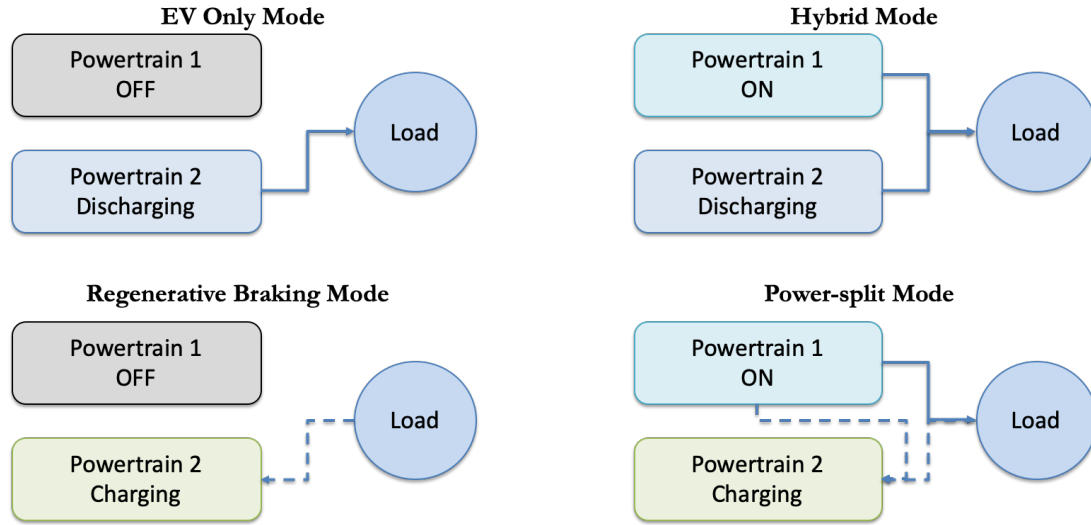 EV Only Mode
Powertrain 1
OFF
Powertrain 2
Discharging
Load
Hybrid Mode
Powertrain 1
ON
Powertrain 2
Discharging
Load
Regenerative Braking Mode
Powertrain 1
OFF
Powertrain 2
Charging
Load
Power-split Mode
Powertrain 1
ON
Powertrain 2
Charging
Load